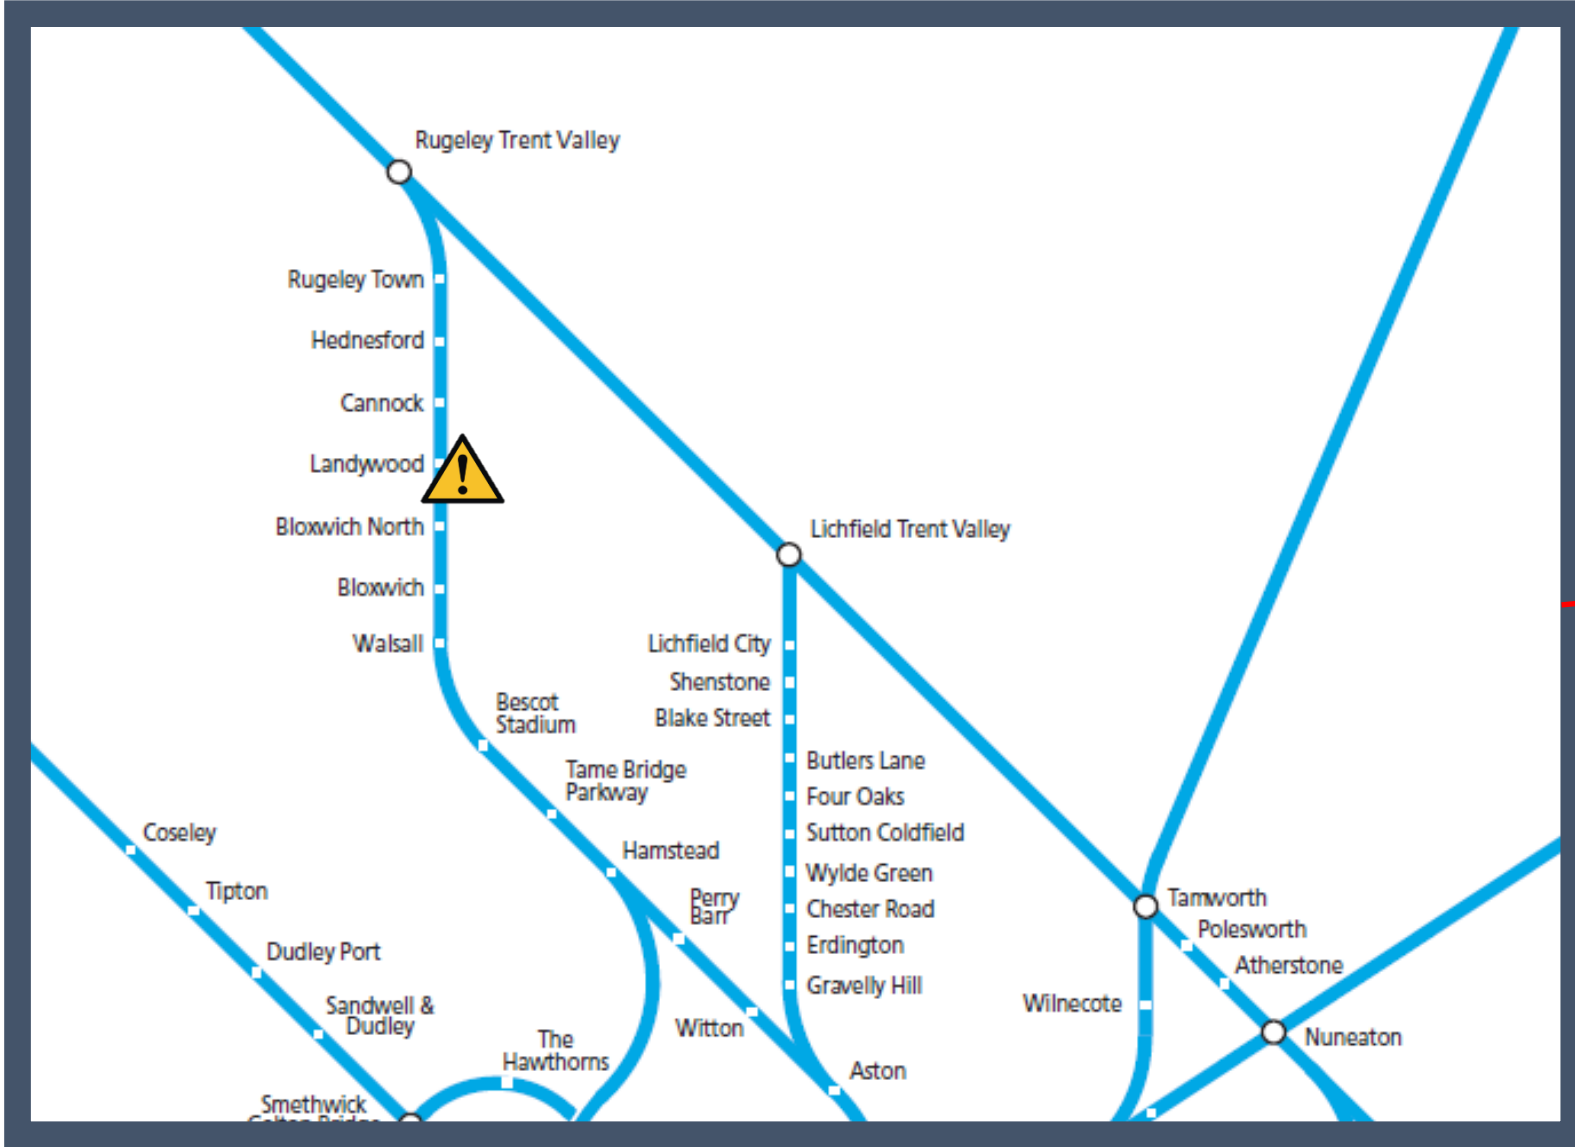 Rugeley Trent Valley
Rugeley Town
Hednesford
Cannock
Landywood
!
Bloxwich North
Lichfield Trent Valley
Bloxwich
Walsall
Lichfield City
Shenstone
Bescot
Stadium
Blake Street
Butlers Lane
Tame Bridge
Parkway
Four Oaks
Coseley
Sutton Coldfield
Hamstead
Wylde Green
Tipton
Perry
Barr
Chester Road
Tamworth
Polesworth
Erdington
Dudley Port
Atherstone
Gravelly Hill
Sandwell &
Dudley
Wilnecote
Witton
The
Hawthorns
Nuneaton
Aston
Smethwick